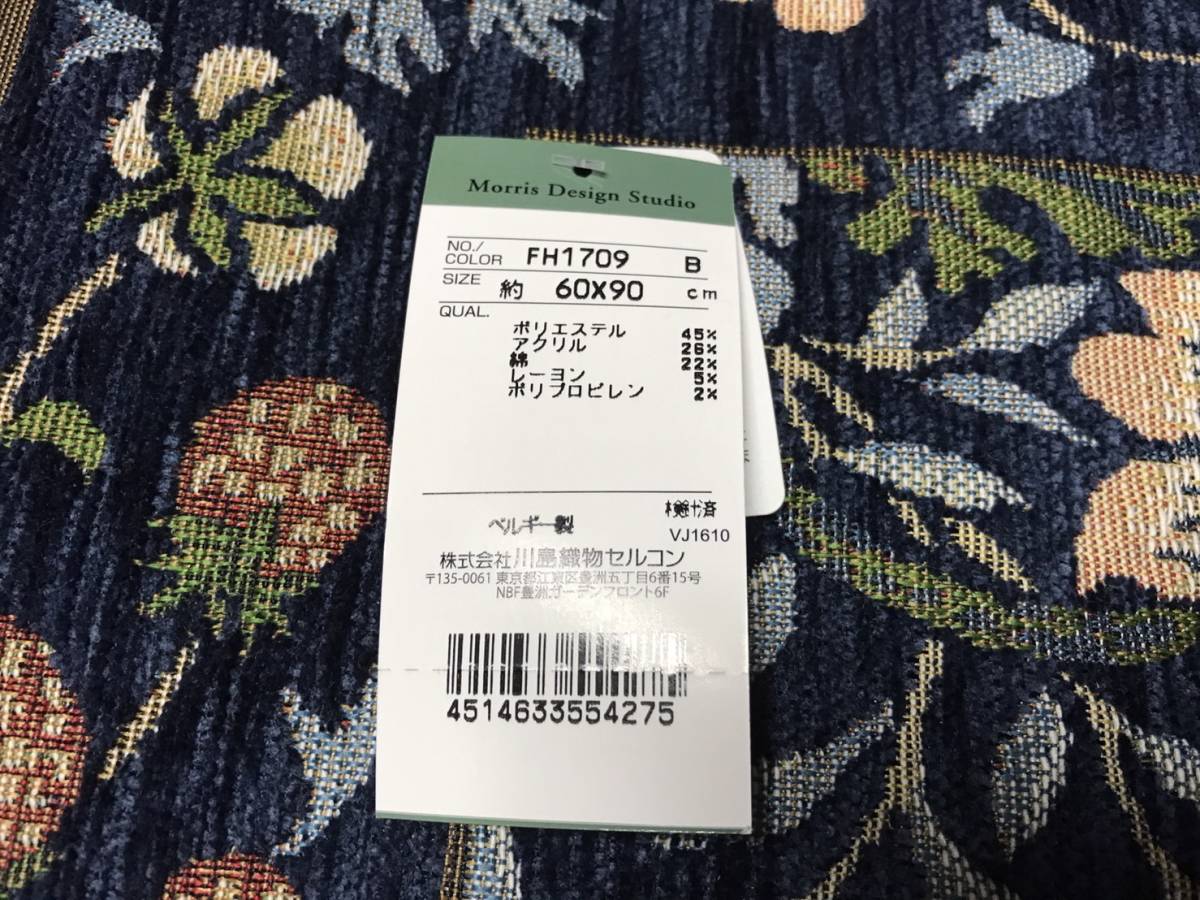 Morris Design Studio
NO./
COLOR FH1709 B
SIZE 約 60X90 cm
QUAL.
ポリエステル 45%
アクリル 26%
綿 22%
レーヨン 5%
ポリプロピレン 2%
検針済
ベルギー製
VJ1610
株式会社川島織物セルコン
〒135-0061 東京都江東区豊洲五丁目6番15号
NBF豊洲ガーデンフロント6F
4514633554275